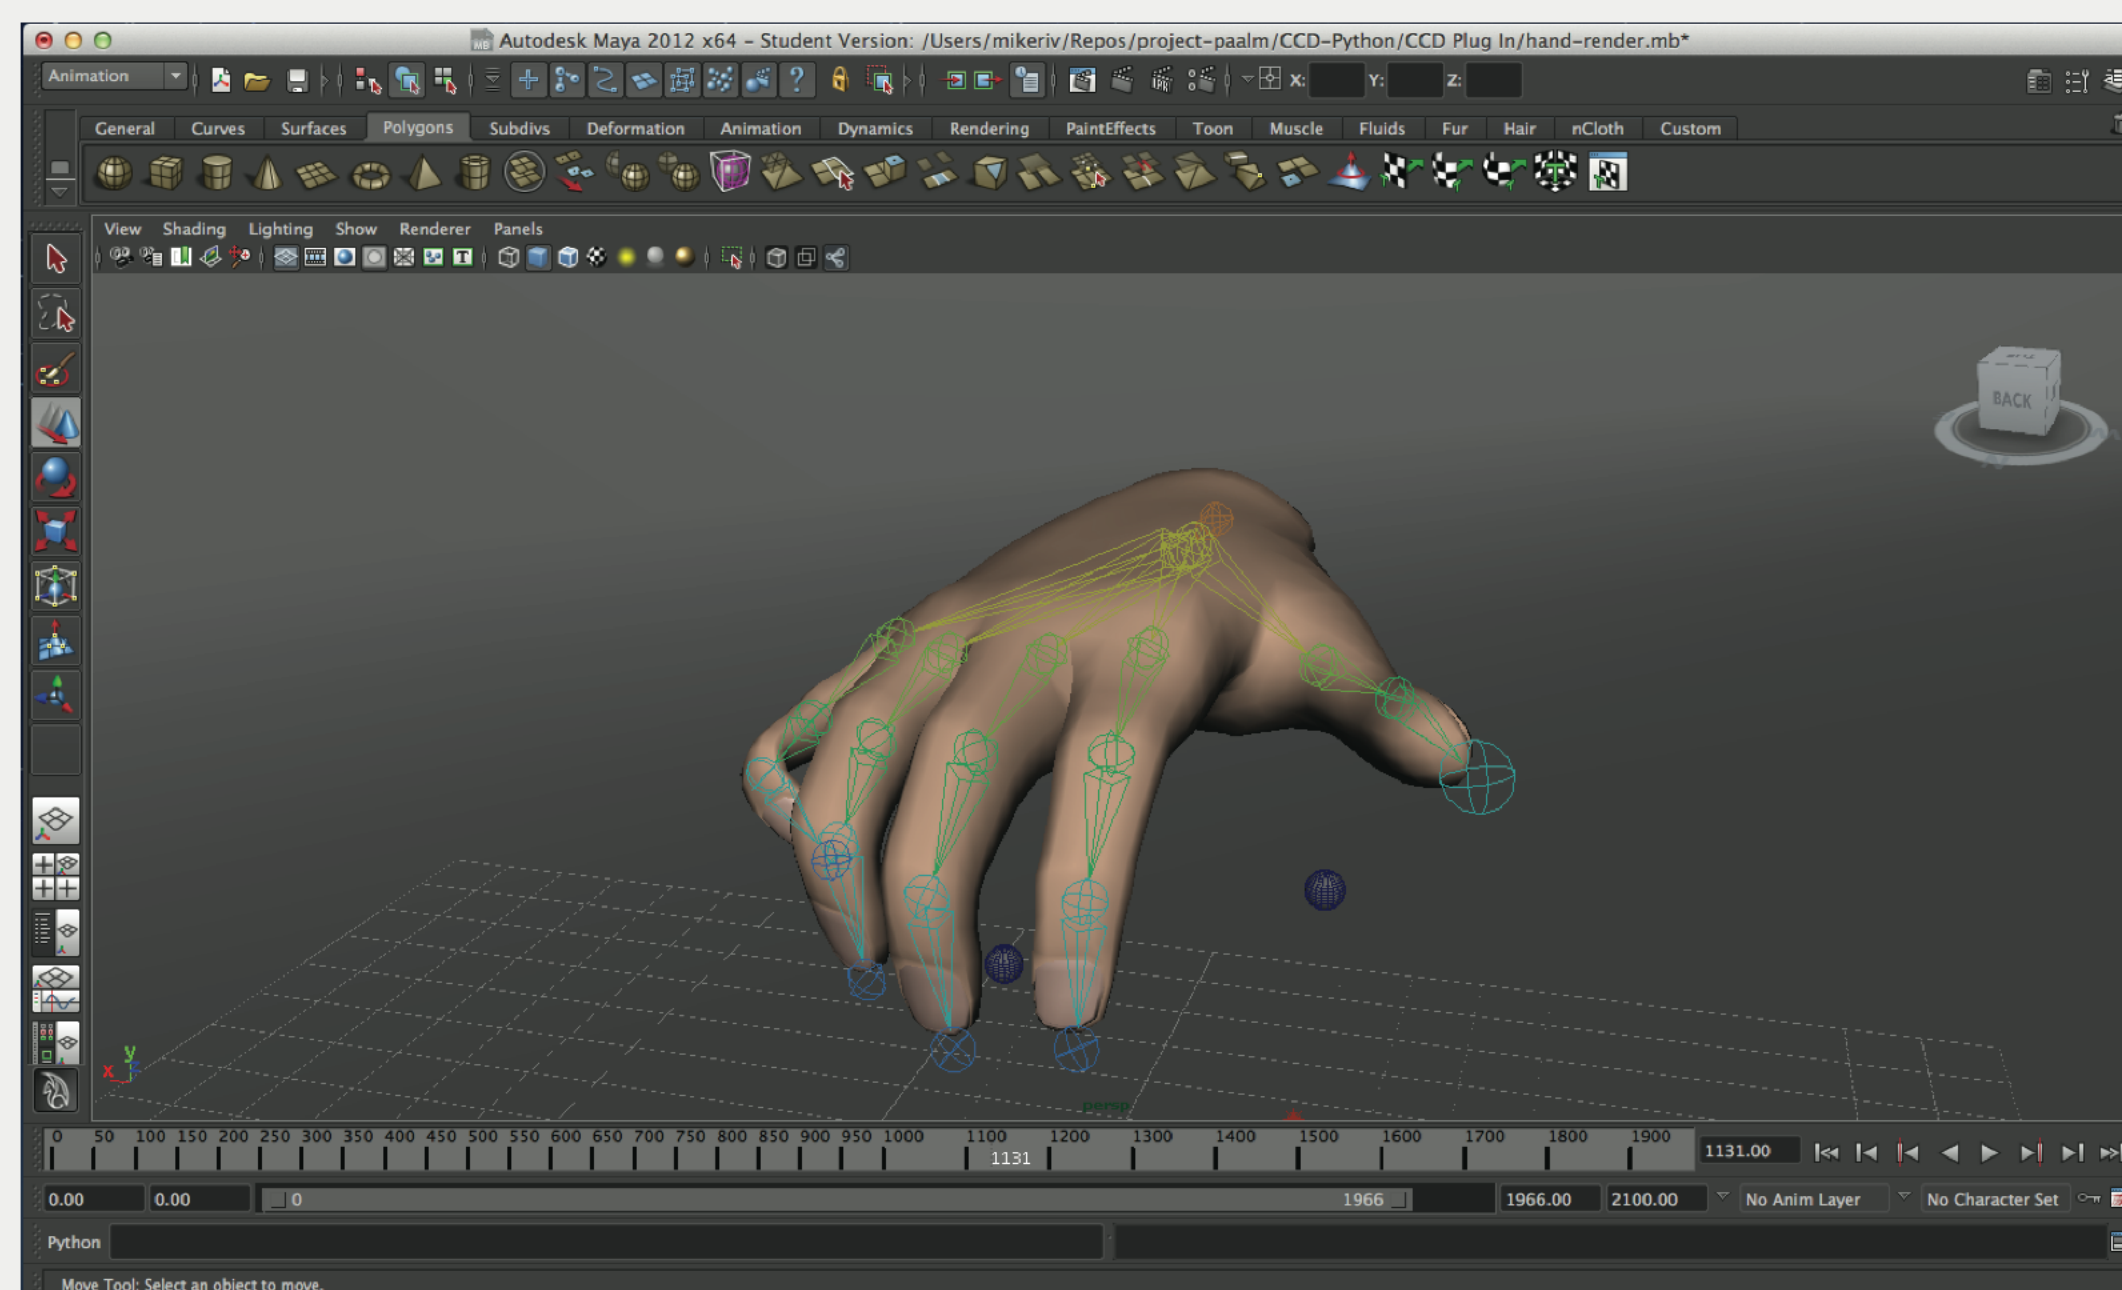 Autodesk Maya 2012 x64 - Student Version: /Users/mikeriv/Repos/project-paalm/CCD-Python/CCD Plug In/hand-render.mb*
Animation X: Y: Z:
General Curves Surfaces Polygons Subdivs Deformation Animation Dynamics Rendering PaintEffects Toon Muscle Fluids Fur Hair nCloth Custom
View Shading Lighting Show Renderer Panels
BACK
y
x z
persp
0 50 100 150 200 250 300 350 400 450 500 550 600 650 700 750 800 850 900 950 1000 1100 1200 1300 1400 1500 1600 1700 1800 1900
1131 1131.00
0.00 0.00 0 1966 1966.00 2100.00 No Anim Layer No Character Set
Python
Move Tool: Select an object to move.